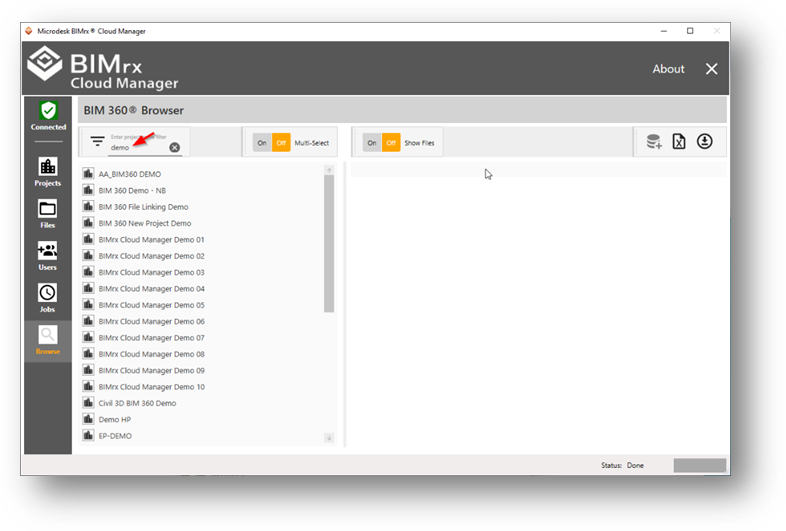 Microdesk BIMrx® Cloud Manager
BIMrx
Cloud Manager
About
Connected
Projects
Files
Users
Jobs
Browse
BIM 360® Browser
Enter project filter
demo
On Off Multi-Select
On Off Show Files
AA_BIM360 DEMO
BIM 360 Demo - NB
BIM 360 File Linking Demo
BIM 360 New Project Demo
BIMrx Cloud Manager Demo 01
BIMrx Cloud Manager Demo 02
BIMrx Cloud Manager Demo 03
BIMrx Cloud Manager Demo 04
BIMrx Cloud Manager Demo 05
BIMrx Cloud Manager Demo 06
BIMrx Cloud Manager Demo 07
BIMrx Cloud Manager Demo 08
BIMrx Cloud Manager Demo 09
BIMrx Cloud Manager Demo 10
Civil 3D BIM 360 Demo
Demo HP
EP-DEMO
Status: Done